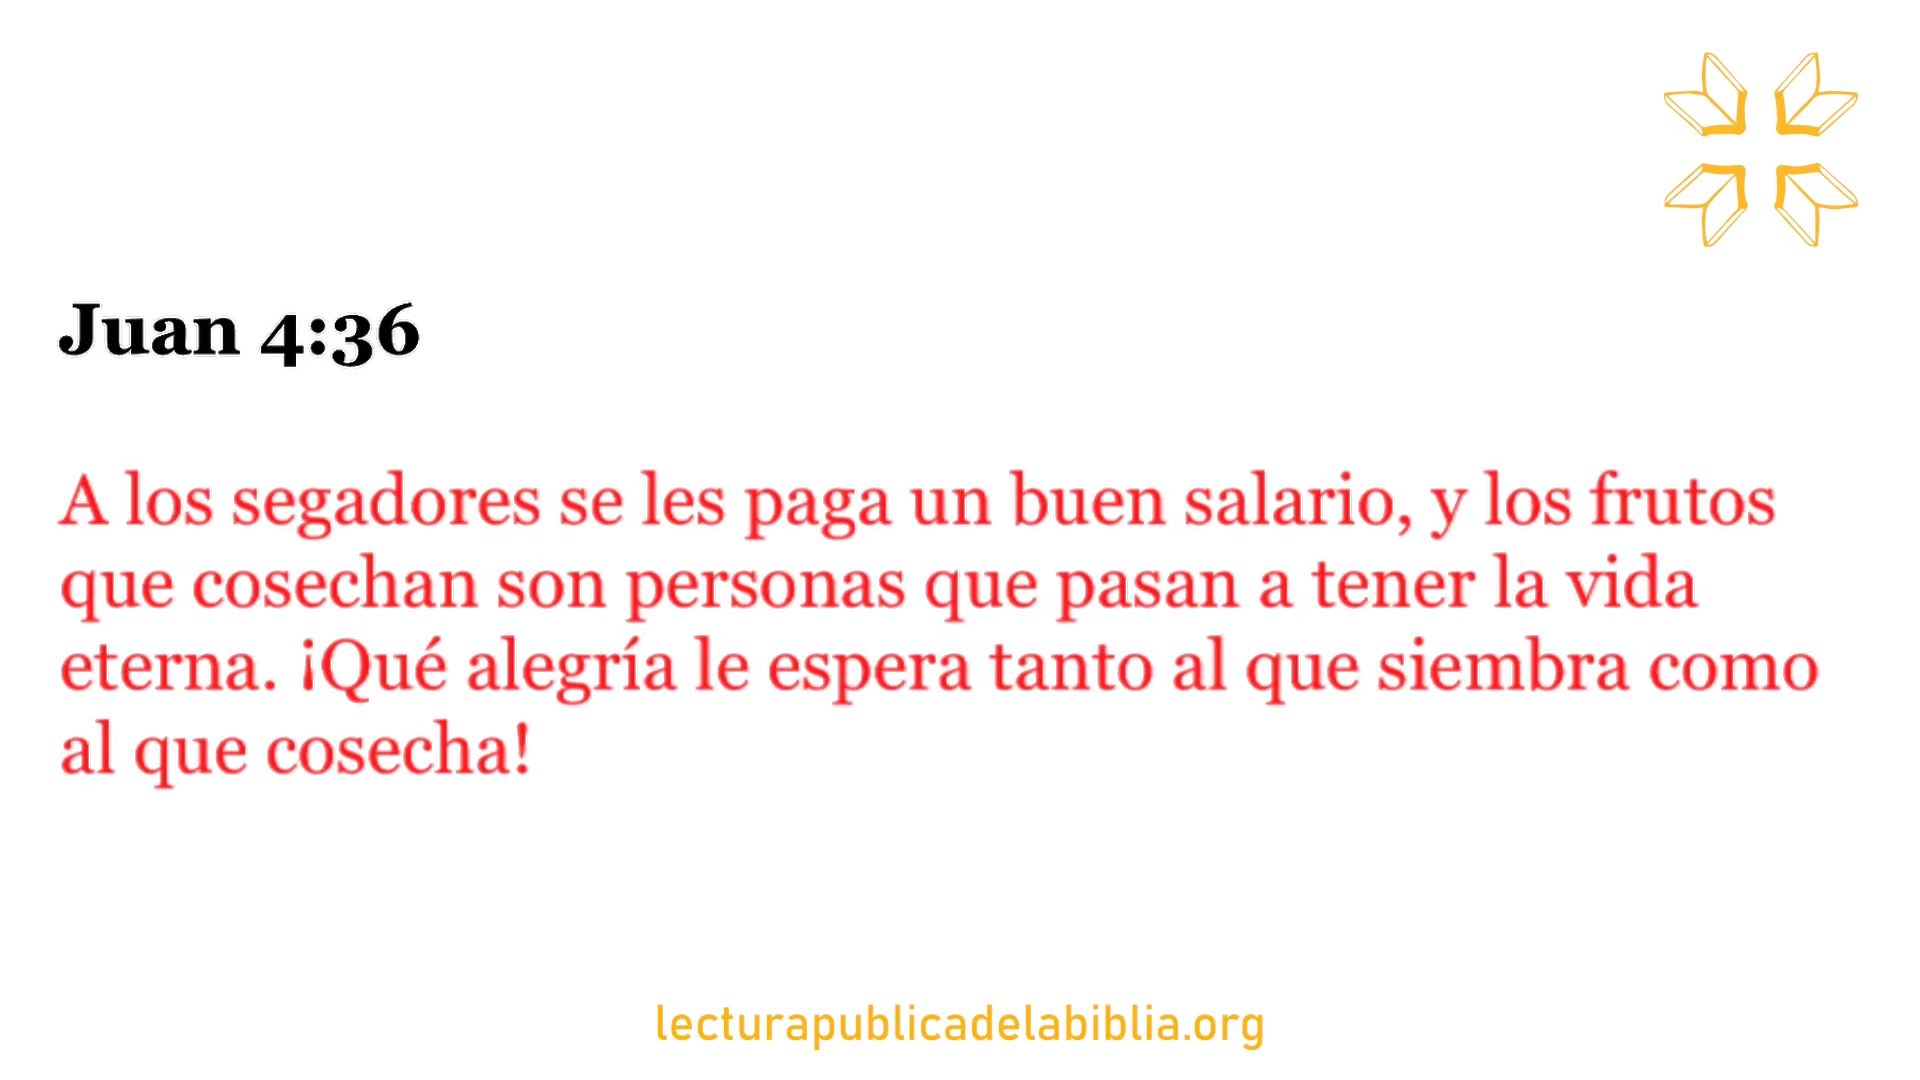 Juan 4:36
A los segadores se les paga un buen salario, y los frutos
que cosechan son personas que pasan a tener la vida
eterna. ¡Qué alegría le espera tanto al que siembra como
al que cosecha!
lecturapublicadelabiblia.org